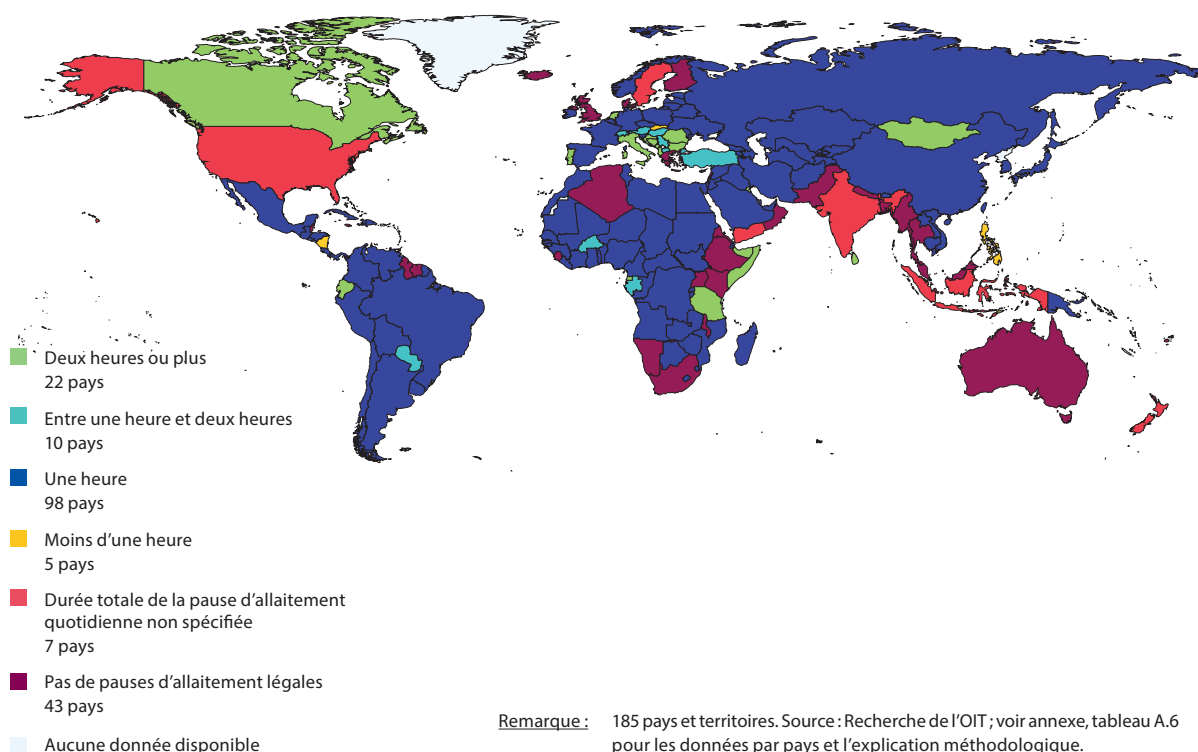 Deux heures ou plus
22 pays
Entre une heure et deux heures
10 pays
Une heure
98 pays
Moins d'une heure
5 pays
Durée totale de la pause d'allaitement
quotidienne non spécifiée
7 pays
Pas de pauses d'allaitement légales
43 pays
Aucune donnée disponible
Remarque : 185 pays et territoires. Source : Recherche de l'OIT ; voir annexe, tableau A.6
pour les données par pays et l'explication méthodologique.